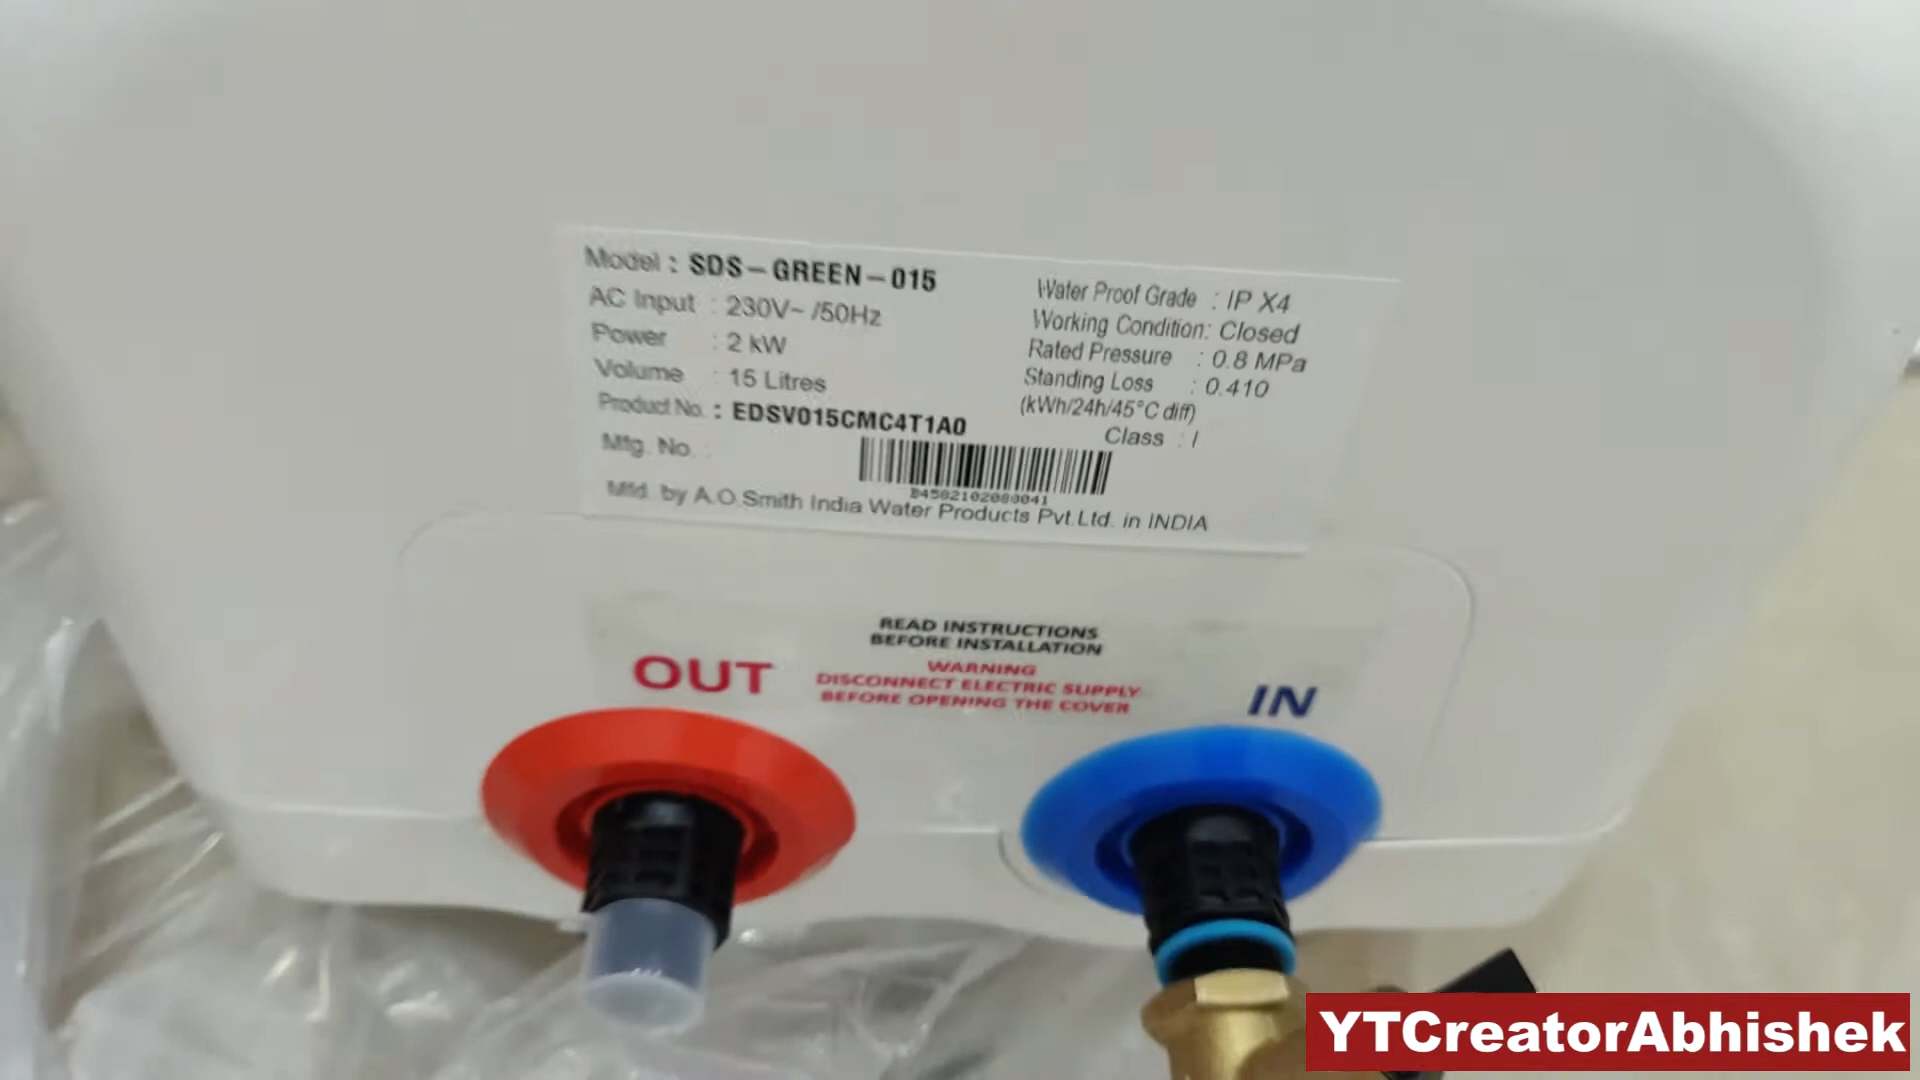 Model : SDS-GREEN-015
AC Input : 230V~ /50Hz
Power : 2 kW
Volume : 15 Litres
Product No. : EDSV015CMC4T1A0
Mfg. No. :
Water Proof Grade : IP X4
Working Condition: Closed
Rated Pressure : 0.8 MPa
Standing Loss : 0.410
(kWh/24h/45°C diff)
Class : I
B4582102080041
Mfd. by A.O.Smith India Water Products Pvt.Ltd. in INDIA
READ INSTRUCTIONS
BEFORE INSTALLATION
OUT
WARNING
DISCONNECT ELECTRIC SUPPLY
BEFORE OPENING THE COVER
IN
YTCreatorAbhishek